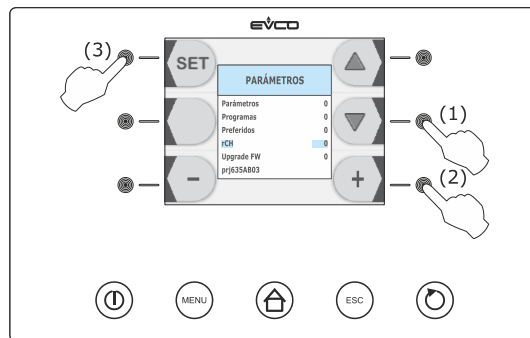 EVCO
(3)
SET
PARÁMETROS
Parámetros 0
Programas 0
Preferidos 0
rCH 0
Upgrade FW 0
prj635AB03
(1)
(2)
- +
MENU
ESC